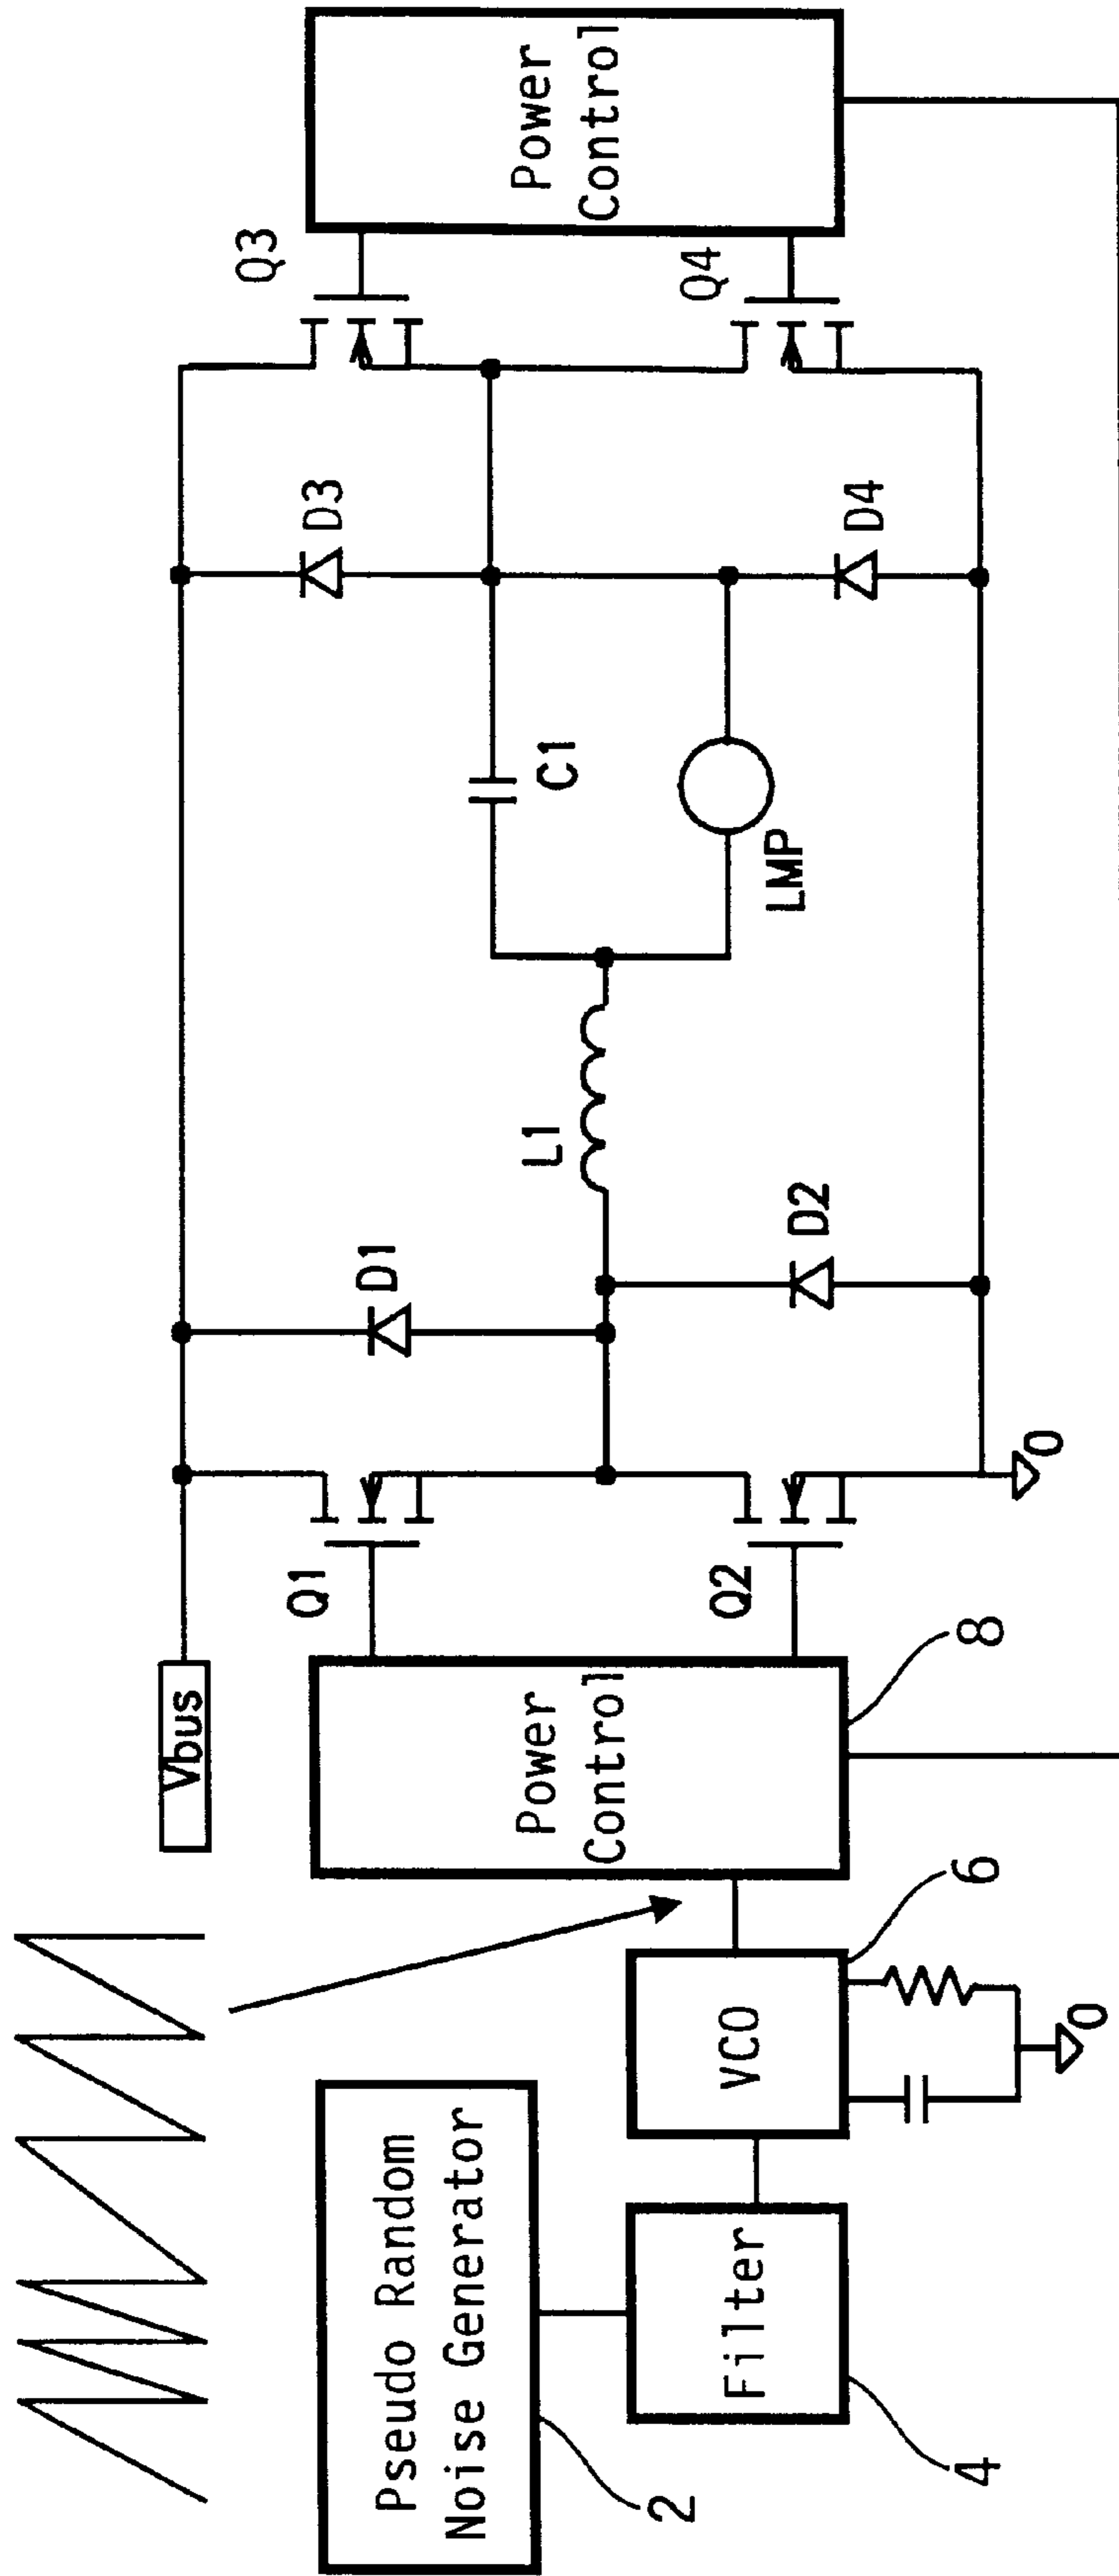 Vbus
Pseudo Random
Noise Generator
2
Filter
4
VCO
6
0
Power
Control
8
Q1
Q2
0
D1
D2
L1
C1
LMP
D3
D4
Q3
Q4
Power
Control